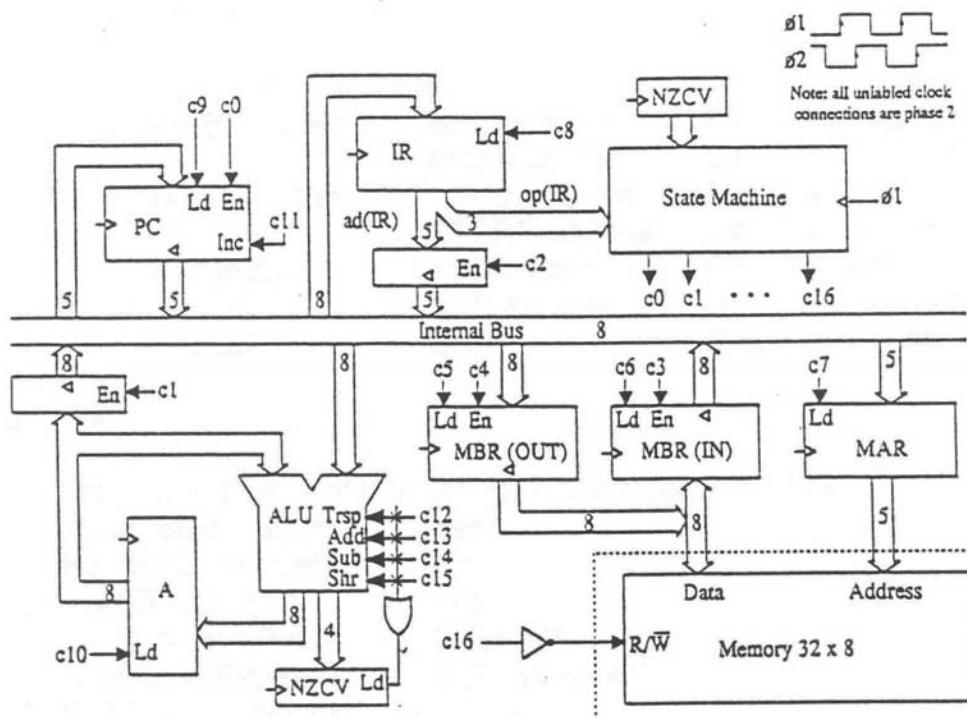 ø1
ø2
Note: all unlabled clock
connections are phase 2
c9 c0
Ld En
PC
Inc
c11
IR
Ld
c8
ad(IR)
op(IR)
5
3
En
c2
5
NZCV
State Machine
ø1
c0 c1 • • • c16
5
5
8
Internal Bus 8
8
En
c1
8
c5 c4
8
Ld En
MBR (OUT)
c6 c3
8
Ld En
MBR (IN)
c7
5
Ld
MAR
ALU
Trsp
c12
Add
c13
Sub
c14
Shr
c15
A
8
c10
Ld
8
4
NZCV Ld
8
8
5
Data
Address
c16
R/W̅
Memory 32 x 8